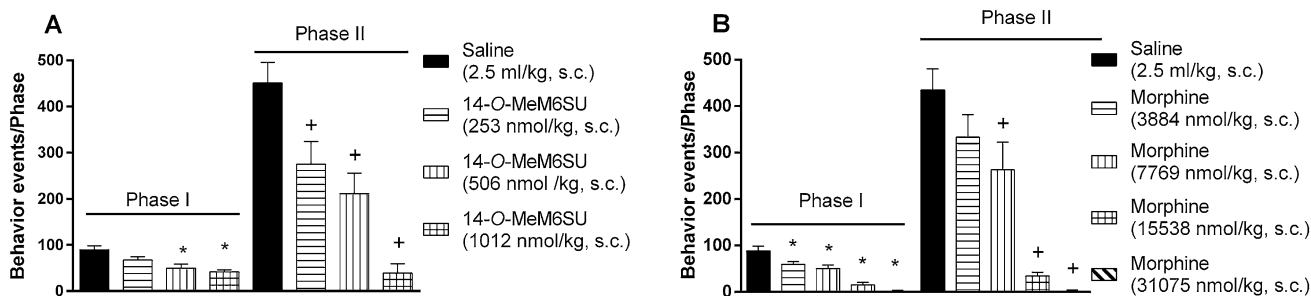 A
Phase II
Behavior events/Phase
500
400
300
200
100
0
Phase I
* *
+ + +
Saline
(2.5 ml/kg, s.c.)
14-O-MeM6SU
(253 nmol/kg, s.c.)
14-O-MeM6SU
(506 nmol /kg, s.c.)
14-O-MeM6SU
(1012 nmol/kg, s.c.)
B
Phase II
Behavior events/Phase
500
400
300
200
100
0
Phase I
* * * *
+ + +
Saline
(2.5 ml/kg, s.c.)
Morphine
(3884 nmol/kg, s.c.)
Morphine
(7769 nmol/kg, s.c.)
Morphine
(15538 nmol/kg, s.c.)
Morphine
(31075 nmol/kg, s.c.)